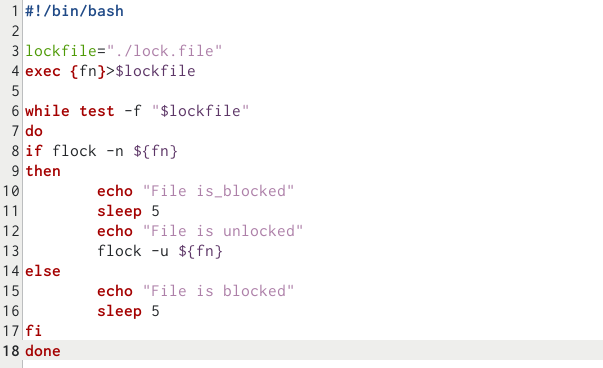 1 #!/bin/bash
2
3 lockfile="./lock.file"
4 exec {fn}>$lockfile
5
6 while test -f "$lockfile"
7 do
8 if flock -n ${fn}
9 then
10         echo "File is_blocked"
11         sleep 5
12         echo "File is unlocked"
13         flock -u ${fn}
14 else
15         echo "File is blocked"
16         sleep 5
17 fi
18 done